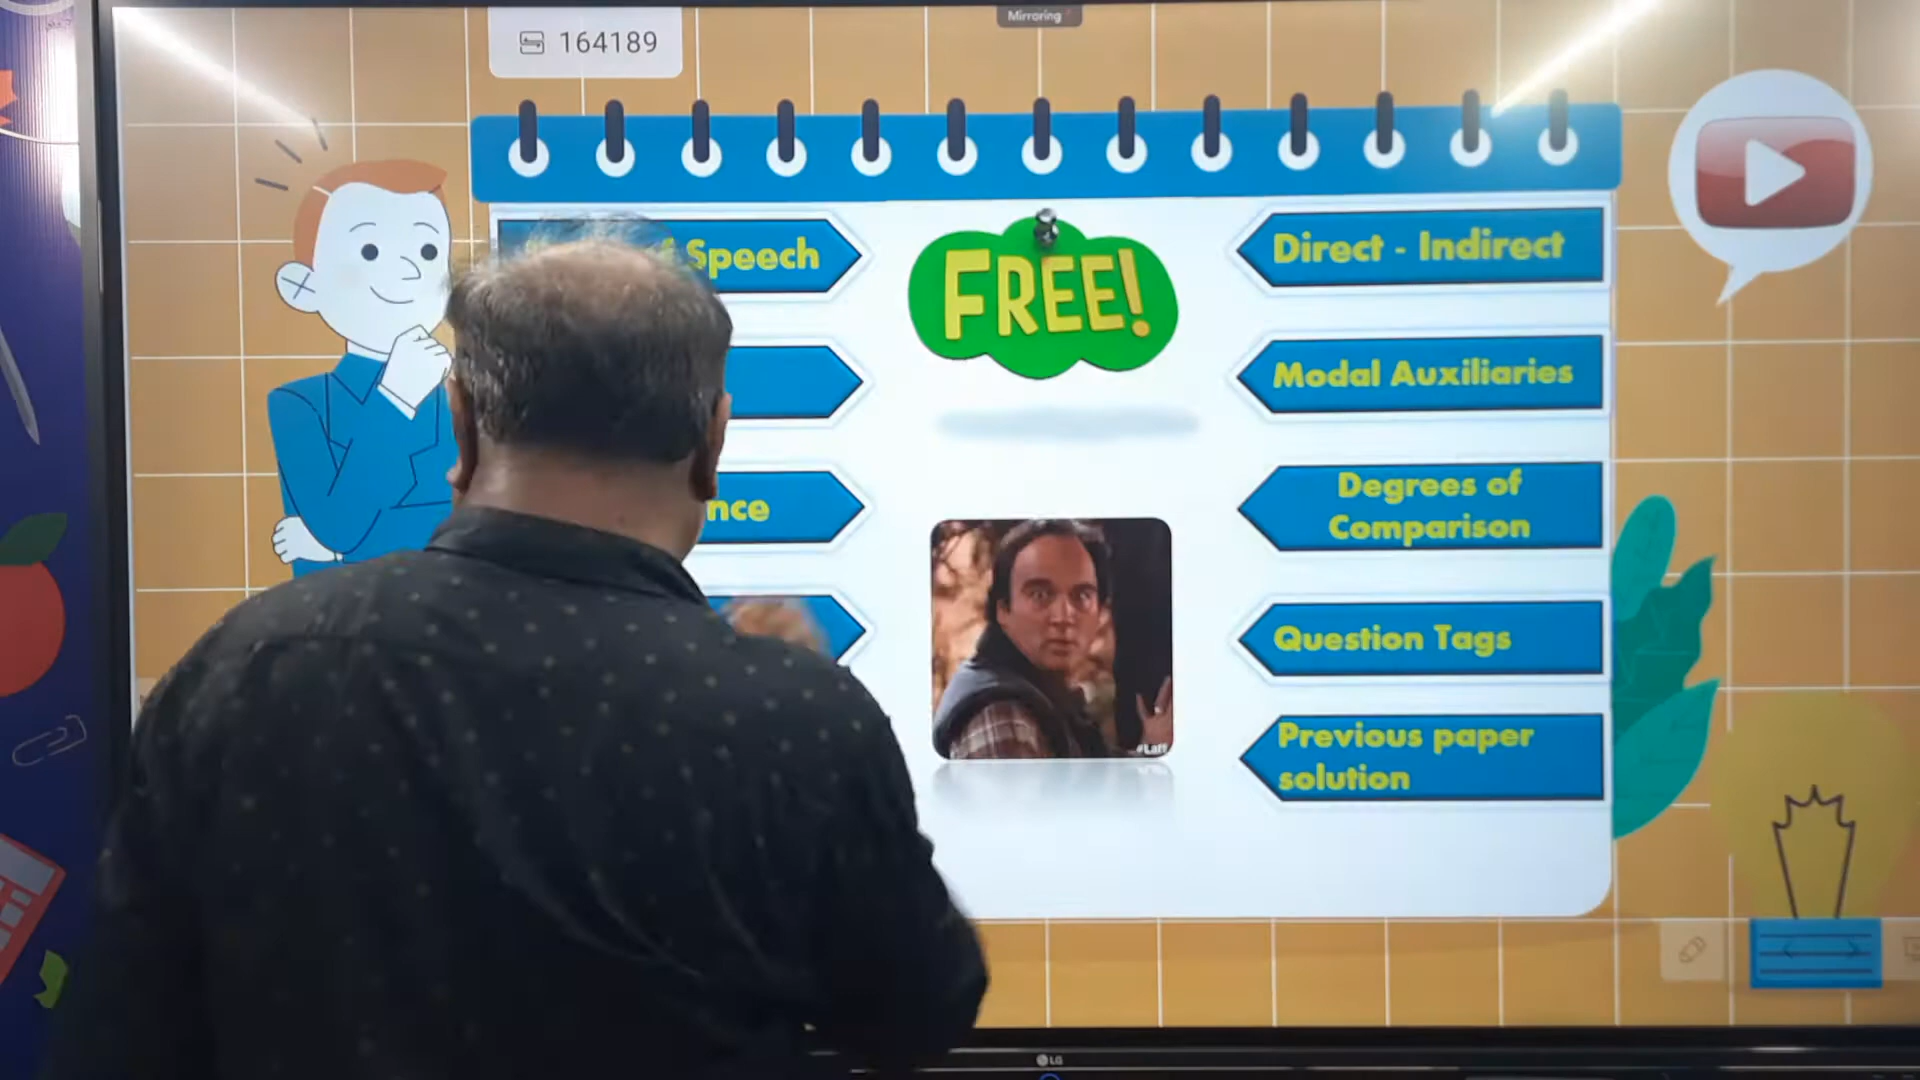 Mirroring
164189
Speech
FREE!
Direct - Indirect
Modal Auxiliaries
Degrees of
Comparison
nce
Question Tags
Previous paper
solution
#Laff
LG